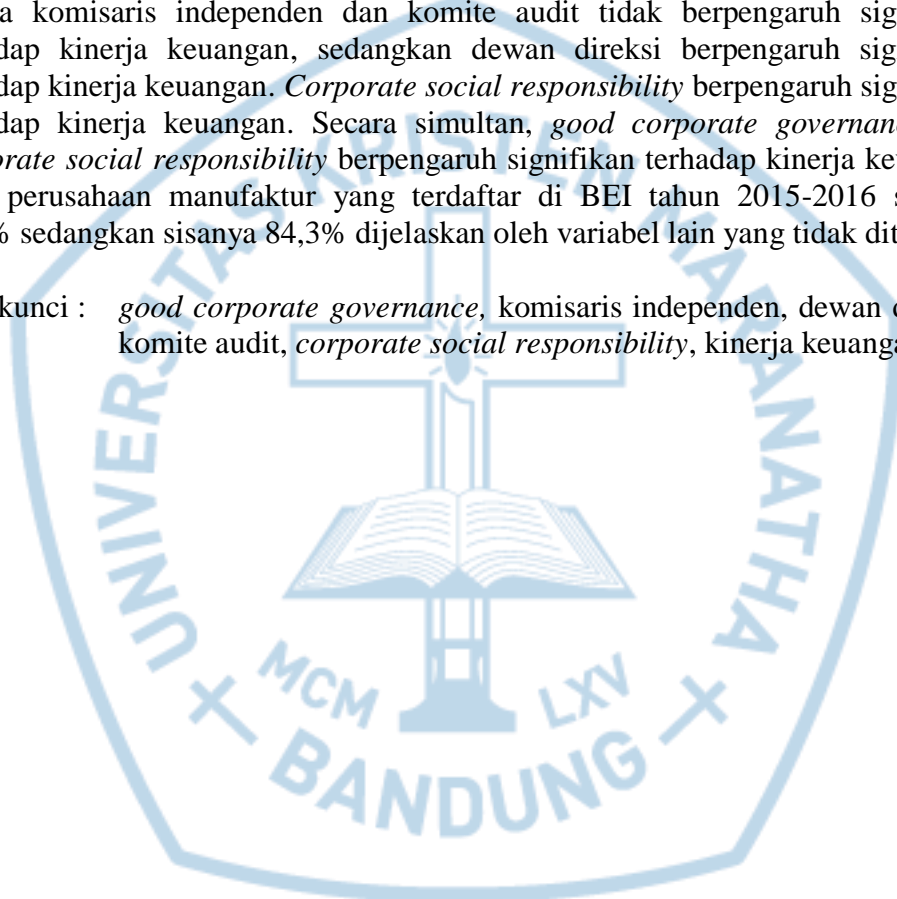 a komisaris independen dan komite audit tidak berpengaruh sig
dap kinerja keuangan, sedangkan dewan direksi berpengaruh sig
dap kinerja keuangan. Corporate social responsibility berpengaruh sig
dap kinerja keuangan. Secara simultan, good corporate governan
rate social responsibility berpengaruh signifikan terhadap kinerja ke
perusahaan manufaktur yang terdaftar di BEI tahun 2015-2016 s
% sedangkan sisanya 84,3% dijelaskan oleh variabel lain yang tidak dit
kunci : good corporate governance, komisaris independen, dewan
komite audit, corporate social responsibility, kinerja keuanga
UNIVERSITAS KRISTEN MARANATHA
MCM LXV
BANDUNG